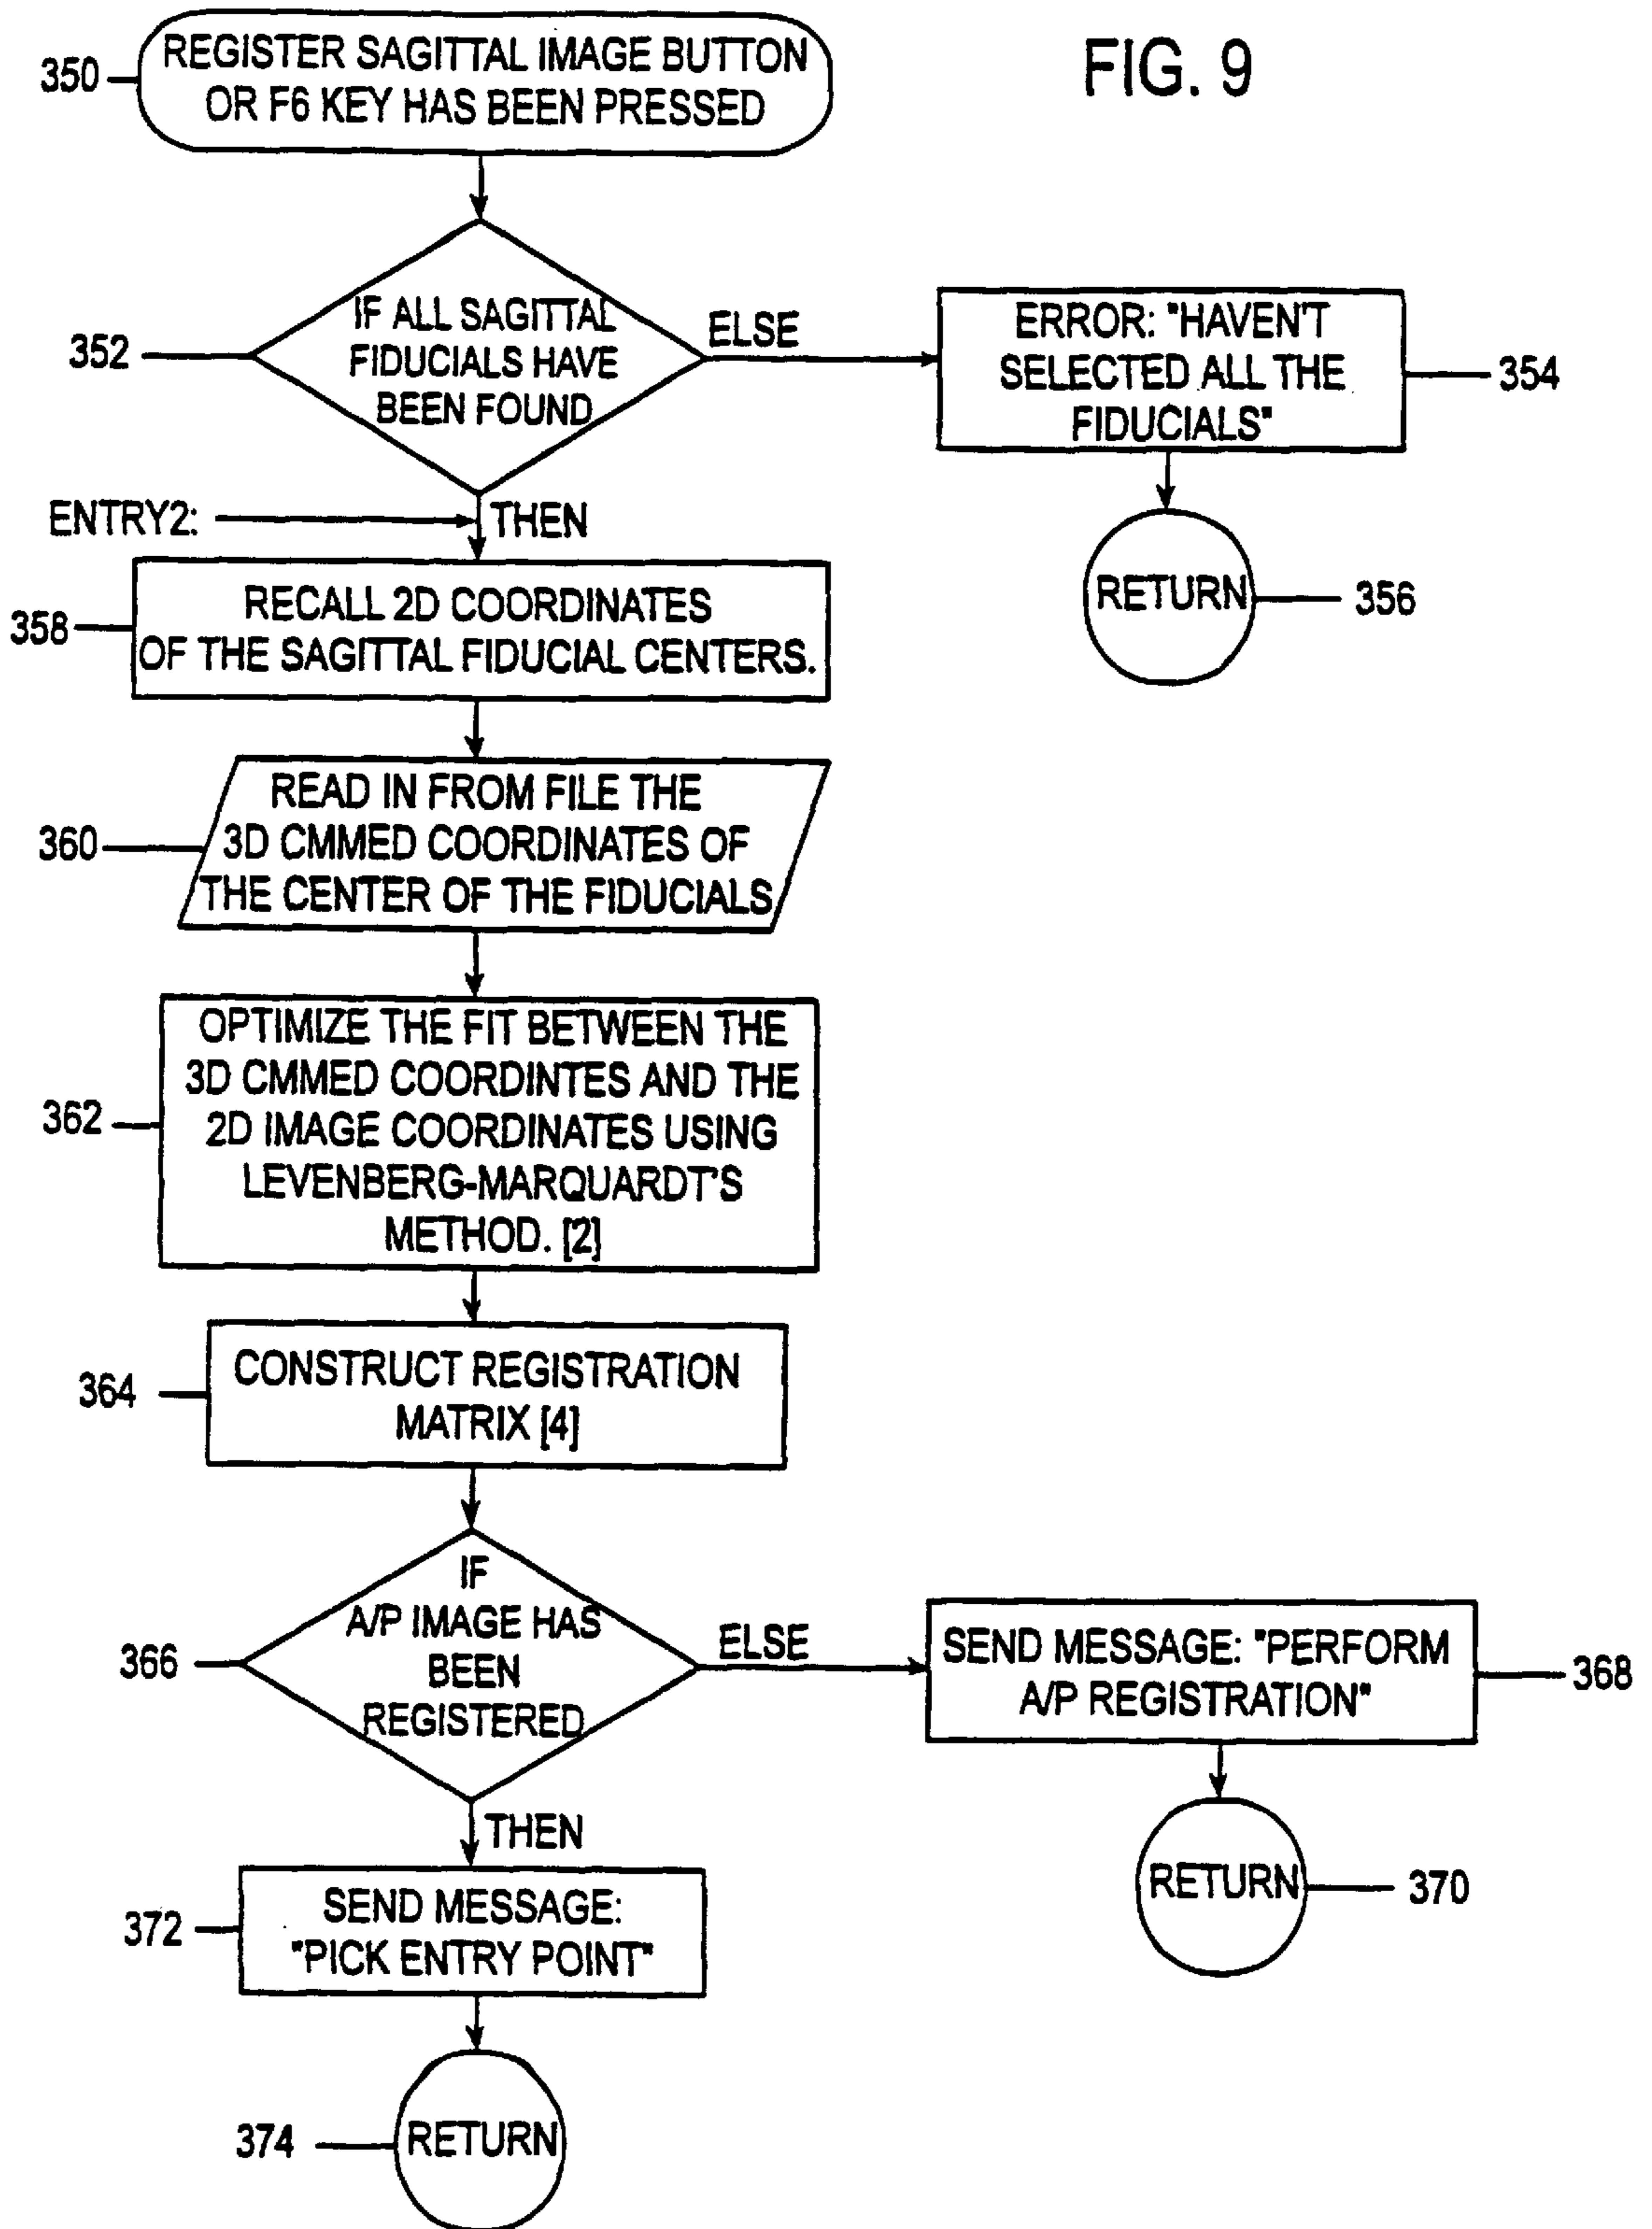 FIG. 9
350
REGISTER SAGITTAL IMAGE BUTTON
OR F6 KEY HAS BEEN PRESSED
352
IF ALL SAGITTAL
FIDUCIALS HAVE
BEEN FOUND
ELSE
ERROR: "HAVEN'T
SELECTED ALL THE
FIDUCIALS"
354
RETURN
356
ENTRY2:
THEN
358
RECALL 2D COORDINATES
OF THE SAGITTAL FIDUCIAL CENTERS.
360
READ IN FROM FILE THE
3D CMMED COORDINATES OF
THE CENTER OF THE FIDUCIALS
362
OPTIMIZE THE FIT BETWEEN THE
3D CMMED COORDINTES AND THE
2D IMAGE COORDINATES USING
LEVENBERG-MARQUARDT'S
METHOD. [2]
364
CONSTRUCT REGISTRATION
MATRIX [4]
366
IF
A/P IMAGE HAS
BEEN
REGISTERED
ELSE
SEND MESSAGE: "PERFORM
A/P REGISTRATION"
368
RETURN
370
THEN
372
SEND MESSAGE:
"PICK ENTRY POINT"
374
RETURN